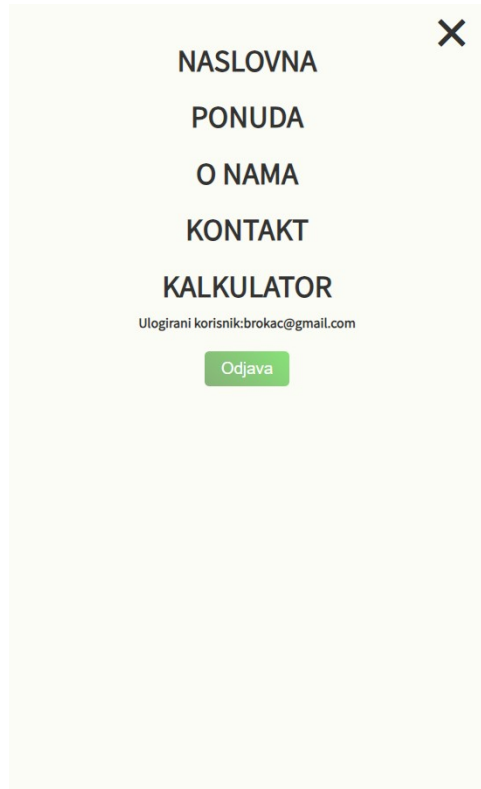 NASLOVNA
PONUDA
O NAMA
KONTAKT
KALKULATOR
Ulogirani korisnik:brokac@gmail.com
Odjava